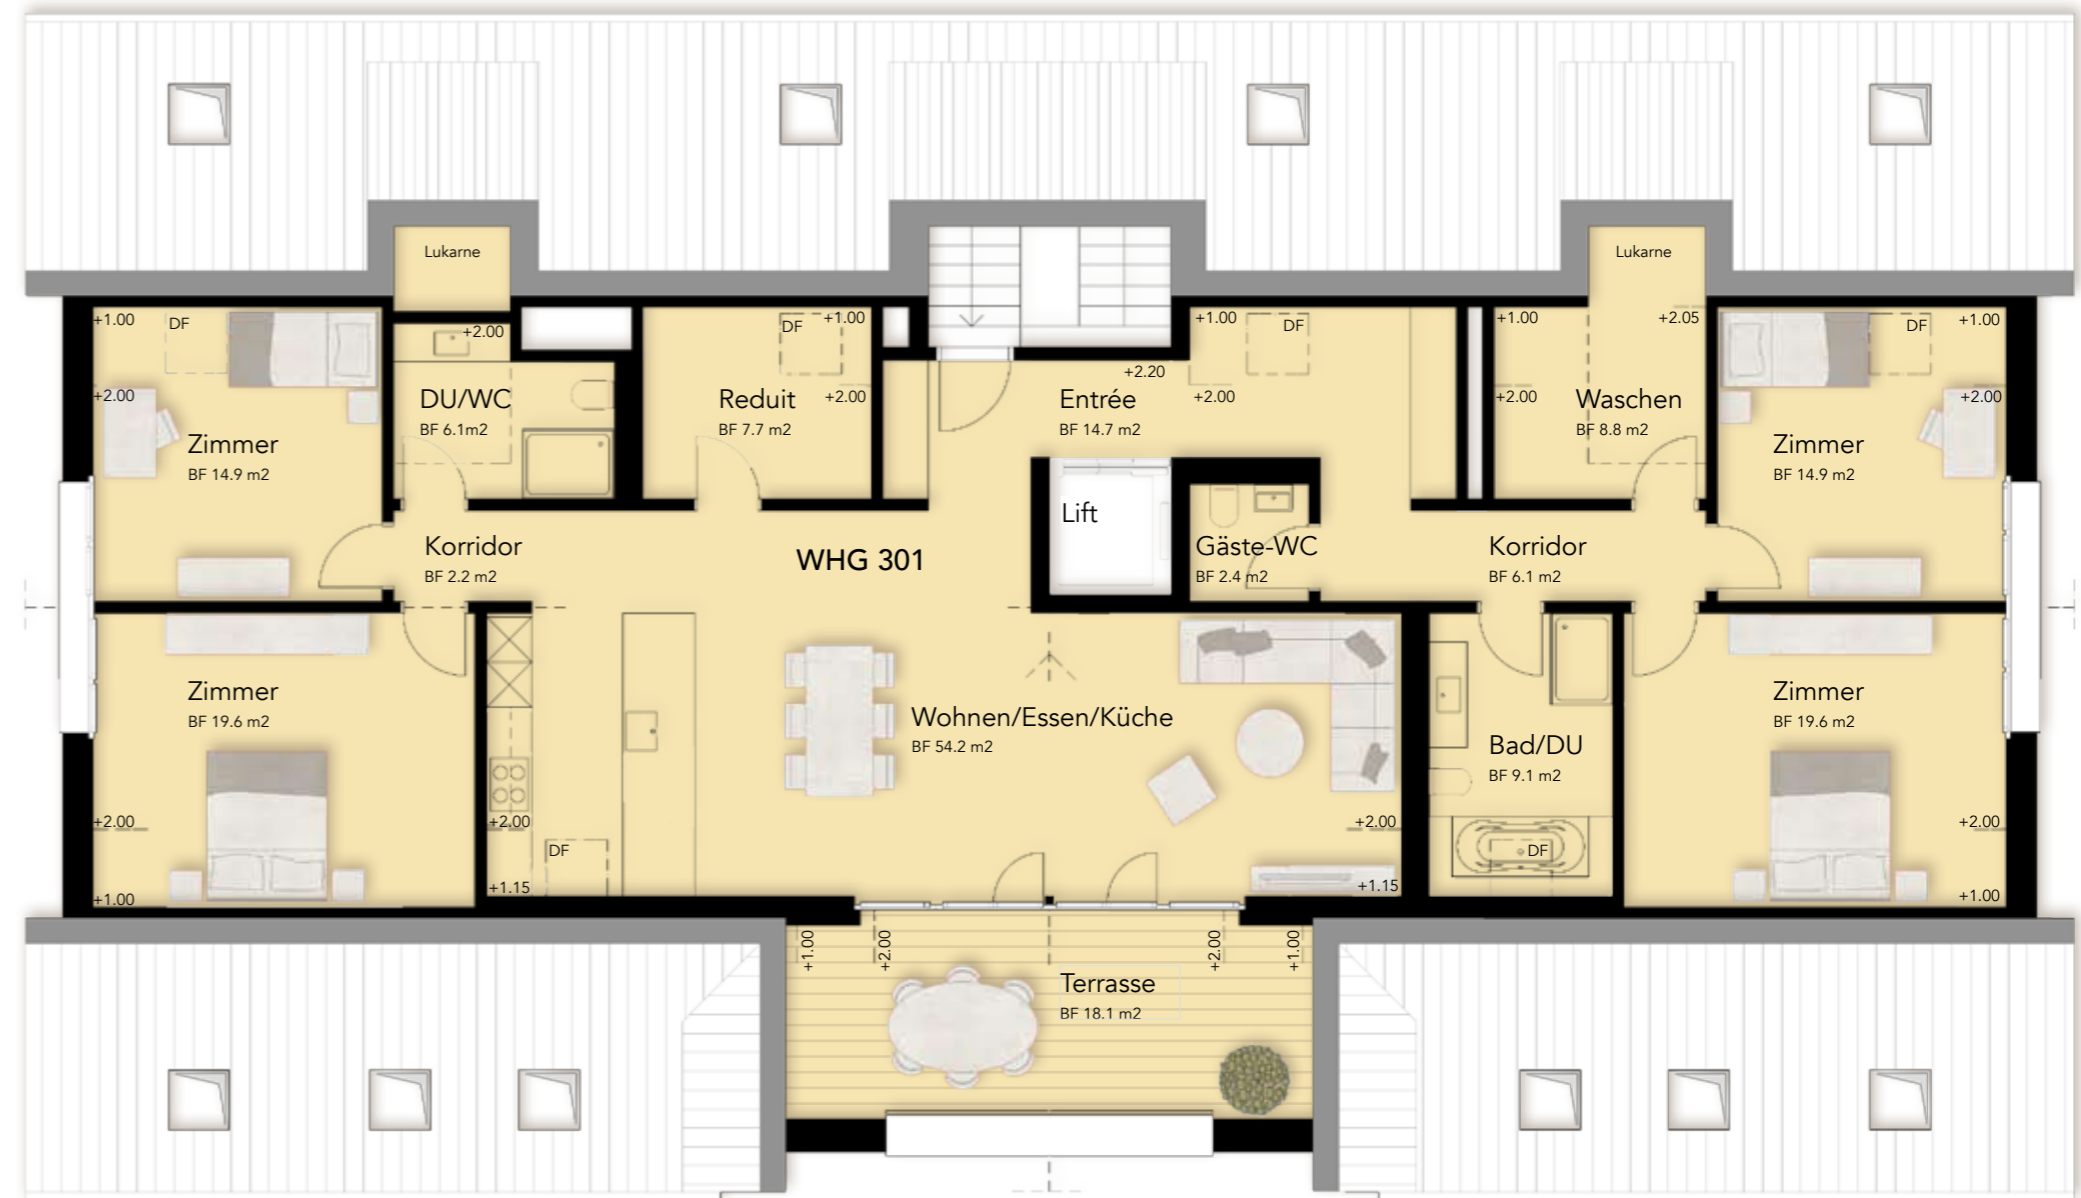 Lukarne
Lukarne
+1.00
DF
+2.00
DF
+1.00
+1.00
DF
+1.00
+2.05
DF
+1.00
+2.20
+2.00
+2.00
+2.00
+2.00
+2.00
DU/WC
BF 6.1m2
Reduit
BF 7.7 m2
Entrée
BF 14.7 m2
Waschen
BF 8.8 m2
Zimmer
BF 14.9 m2
Zimmer
BF 14.9 m2
Lift
Korridor
BF 2.2 m2
WHG 301
Gäste-WC
BF 2.4 m2
Korridor
BF 6.1 m2
Zimmer
BF 19.6 m2
Wohnen/Essen/Küche
BF 54.2 m2
Bad/DU
BF 9.1 m2
Zimmer
BF 19.6 m2
+2.00
+2.00
+2.00
+2.00
DF
DF
+1.00
+1.15
+1.15
+1.00
+1.00
+2.00
+2.00
+1.00
Terrasse
BF 18.1 m2